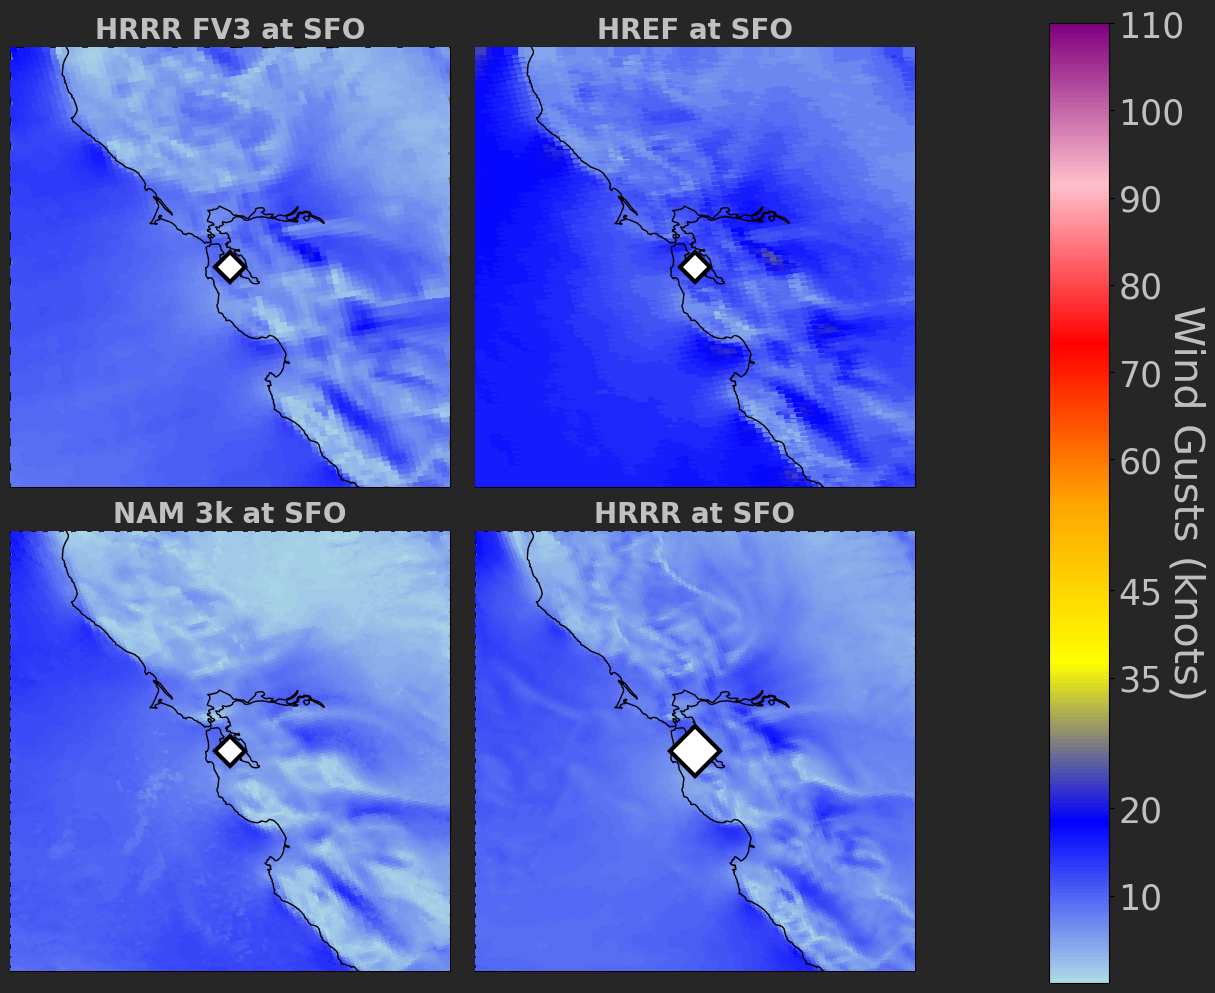 HRRR FV3 at SFO
HREF at SFO
NAM 3k at SFO
HRRR at SFO
110
100
90
80
70
60
45
35
20
10
Wind Gusts (knots)